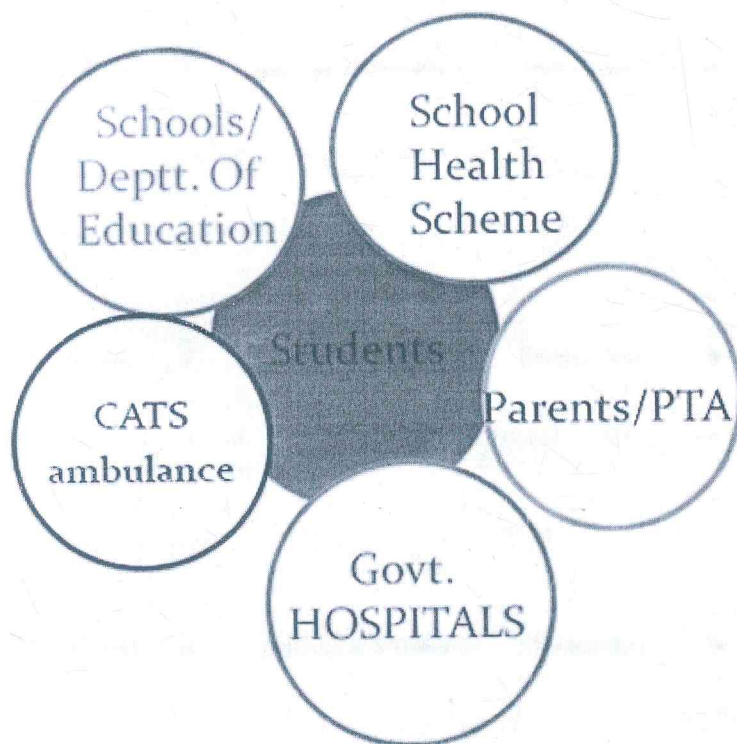 Schools/
Deptt. Of
Education
School
Health
Scheme
Students
Parents/PTA
CATS
ambulance
Govt.
HOSPITALS